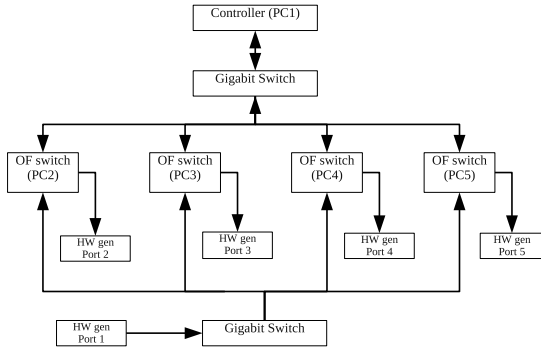 Controller (PC1)
Gigabit Switch
OF switch
(PC2)
OF switch
(PC3)
OF switch
(PC4)
OF switch
(PC5)
HW gen
Port 2
HW gen
Port 3
HW gen
Port 4
HW gen
Port 5
HW gen
Port 1
Gigabit Switch